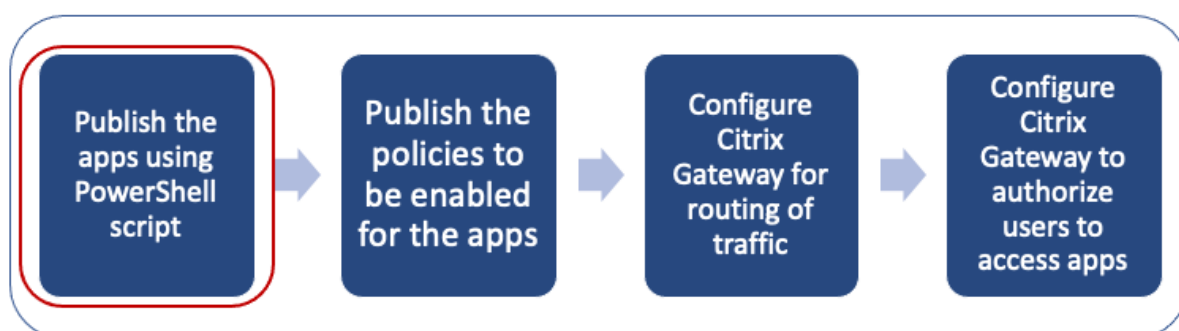 Publish the
apps using
PowerShell
script
Publish the
policies to
be enabled
for the apps
Configure
Citrix
Gateway for
routing of
traffic
Configure
Citrix
Gateway to
authorize
users to
access apps